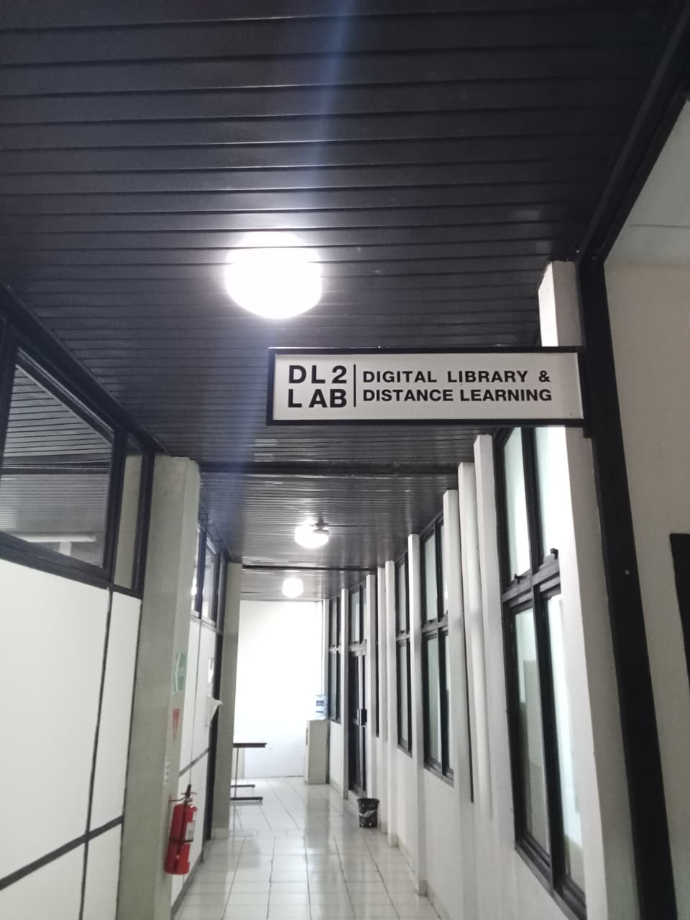 DL2
LAB
DIGITAL LIBRARY &
DISTANCE LEARNING